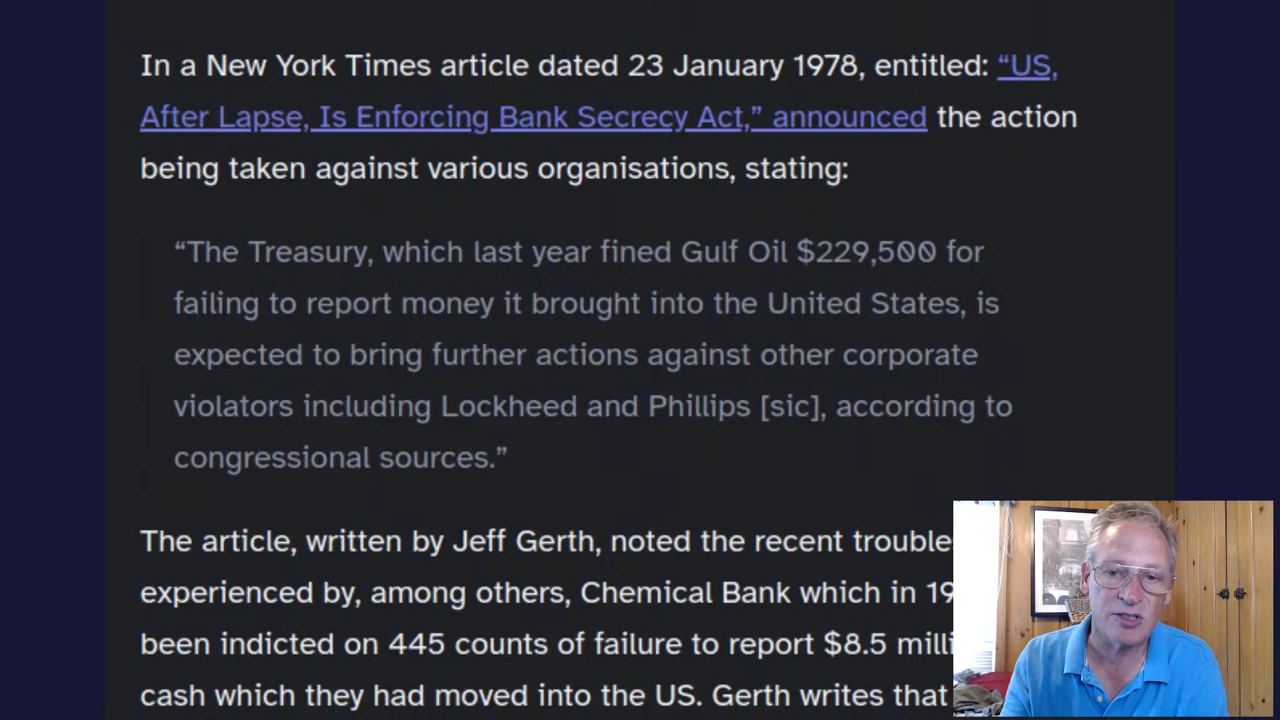 In a New York Times article dated 23 January 1978, entitled: “US,
After Lapse, Is Enforcing Bank Secrecy Act,” announced the action
being taken against various organisations, stating:
“The Treasury, which last year fined Gulf Oil $229,500 for
failing to report money it brought into the United States, is
expected to bring further actions against other corporate
violators including Lockheed and Phillips [sic], according to
congressional sources.”
The article, written by Jeff Gerth, noted the recent
experienced by, among others, Chemical Bank which in
been indicted on 445 counts of failure to report $8.5
cash which they had moved into the US. Gerth writes that